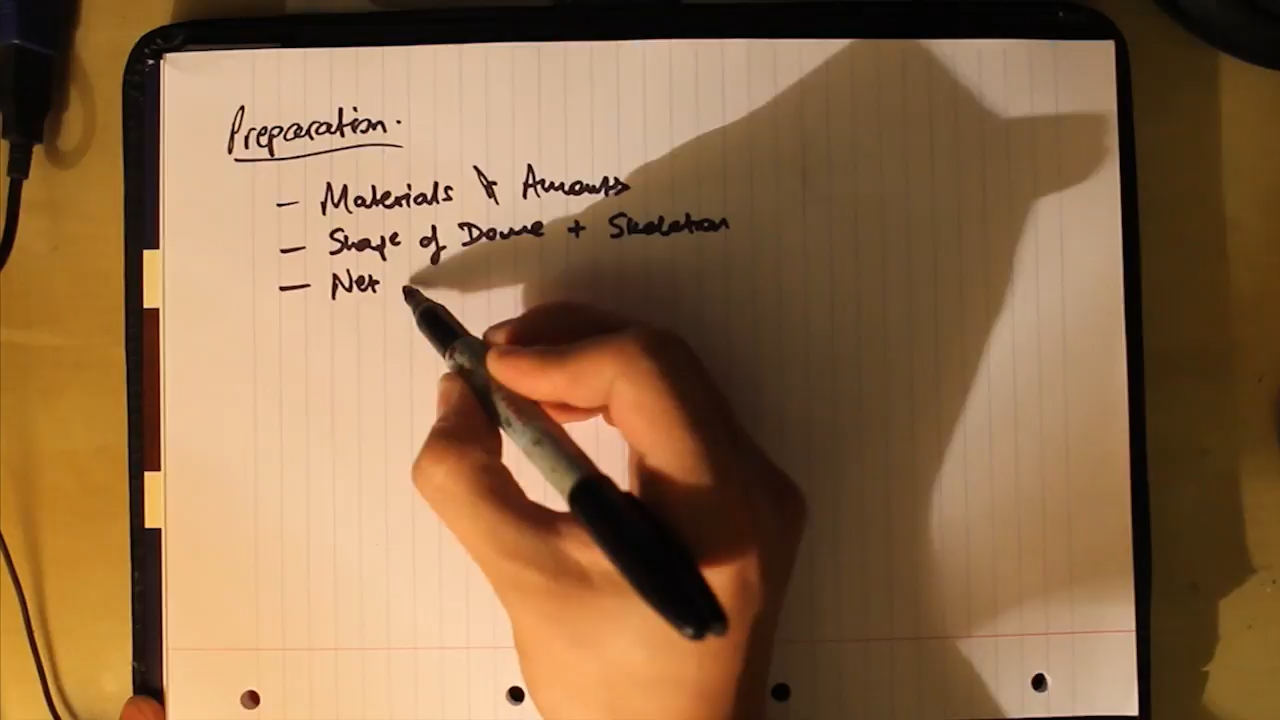 Preparation.
- Materials & Amounts
- Shape of Dome + Skeleton
- Net